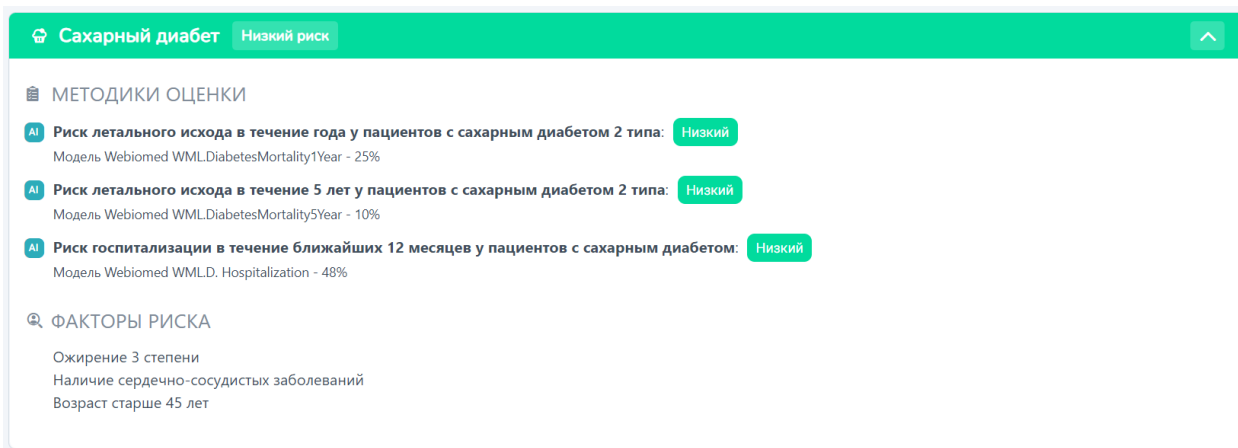 Сахарный диабет Низкий риск
МЕТОДИКИ ОЦЕНКИ
AI Риск летального исхода в течение года у пациентов с сахарным диабетом 2 типа: Низкий
Модель Webiomed WML.DiabetesMortality1Year - 25%
AI Риск летального исхода в течение 5 лет у пациентов с сахарным диабетом 2 типа: Низкий
Модель Webiomed WML.DiabetesMortality5Year - 10%
AI Риск госпитализации в течение ближайших 12 месяцев у пациентов с сахарным диабетом: Низкий
Модель Webiomed WML.D. Hospitalization - 48%
ФАКТОРЫ РИСКА
Ожирение 3 степени
Наличие сердечно-сосудистых заболеваний
Возраст старше 45 лет